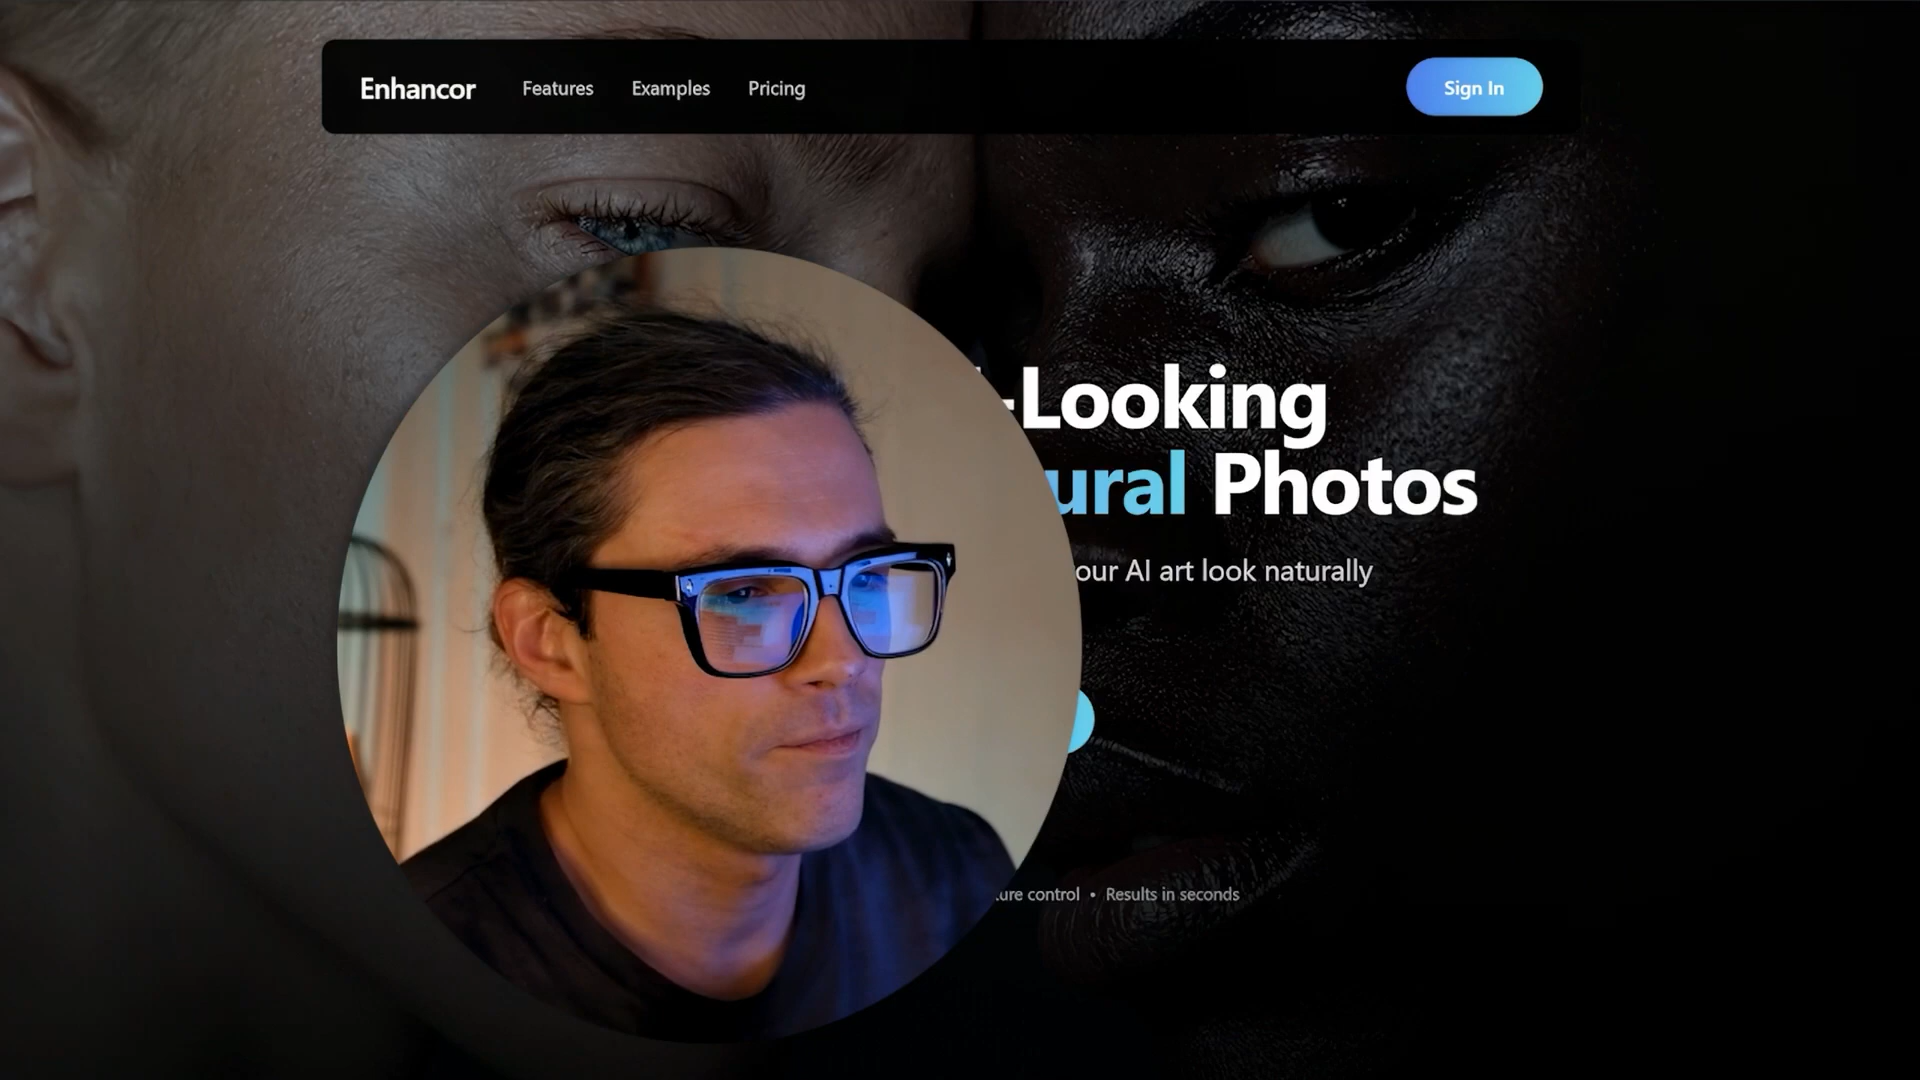 Enhancor Features Examples Pricing Sign In
-Looking
ural Photos
our AI art look naturally
ure control • Results in seconds